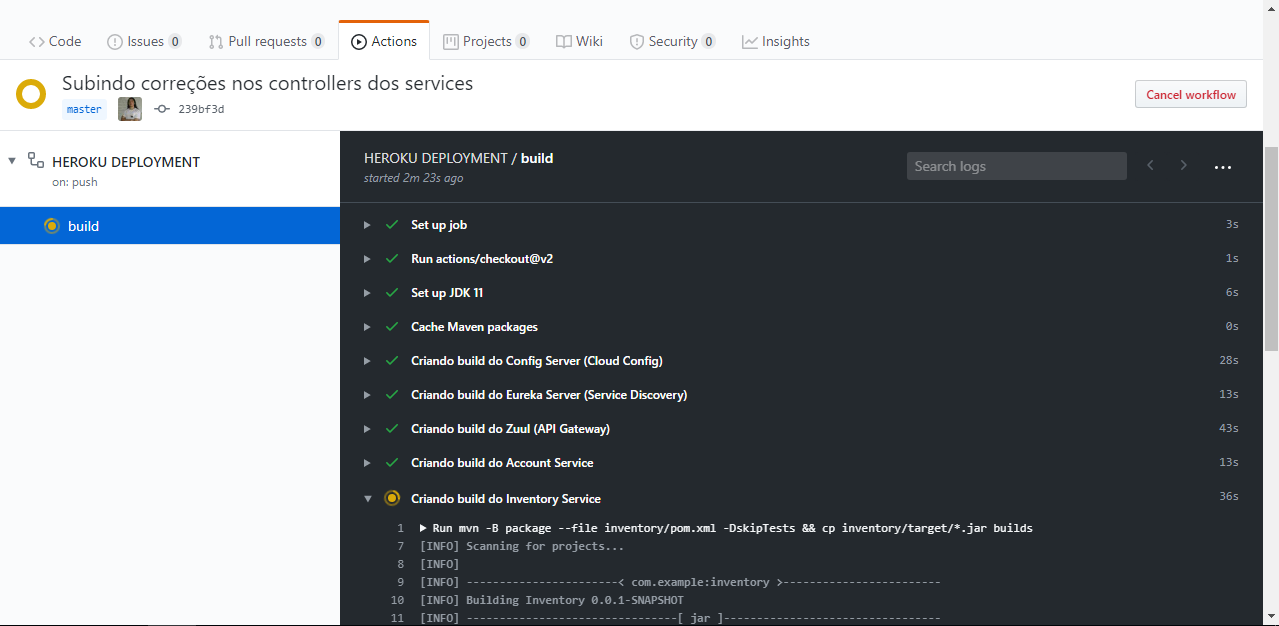 Code Issues 0 Pull requests 0 Actions Projects 0 Wiki Security 0 Insights
Subindo correções nos controllers dos services
master 239bf3d
Cancel workflow
HEROKU DEPLOYMENT
on: push
build
HEROKU DEPLOYMENT / build
started 2m 23s ago
Search logs
Set up job 3s
Run actions/checkout@v2 1s
Set up JDK 11 6s
Cache Maven packages 0s
Criando build do Config Server (Cloud Config) 28s
Criando build do Eureka Server (Service Discovery) 13s
Criando build do Zuul (API Gateway) 43s
Criando build do Account Service 13s
Criando build do Inventory Service 36s
1 Run mvn -B package --file inventory/pom.xml -DskipTests && cp inventory/target/*.jar builds
7 [INFO] Scanning for projects...
8 [INFO]
9 [INFO] -----------------------< com.example:inventory >------------------------
10 [INFO] Building Inventory 0.0.1-SNAPSHOT
11 [INFO] --------------------------------[ jar ]---------------------------------